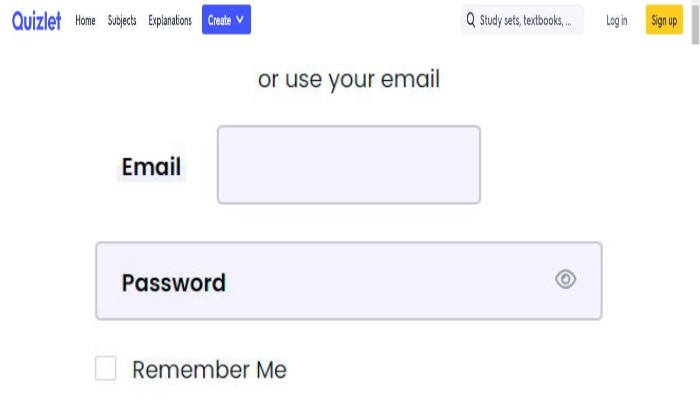 Quizlet Home Subjects Explanations Create Study sets, textbooks, ... Log in Sign up
or use your email
Email
Password
Remember Me